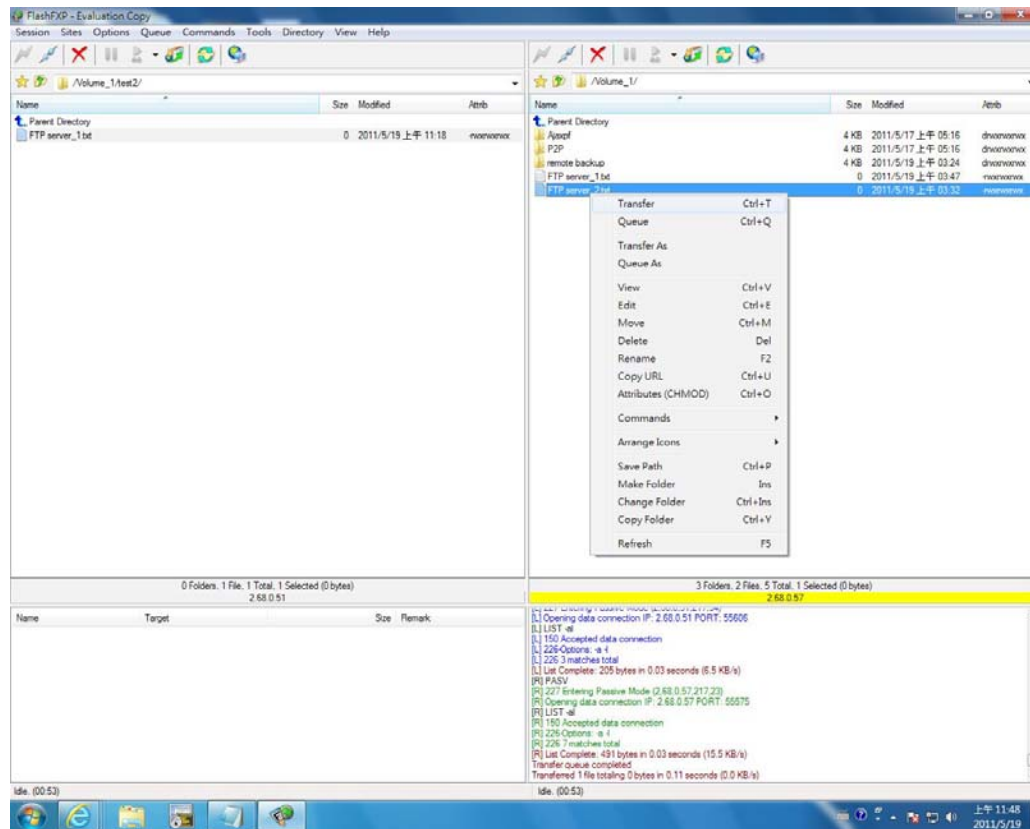 FlashFXP - Evaluation Copy
Session Sites Options Queue Commands Tools Directory View Help
/Volume_1/test2/
Name Size Modified Attrib
Parent Directory
FTP server_1.txt 0 2011/5/19 上午 11:18 -rwxrwxrwx
/Volume_1/
Name Size Modified Attrib
Parent Directory
4 KB 2011/5/17 上午 05:16 drwxrwxrwx
P2P 4 KB 2011/5/17 上午 05:16 drwxrwxrwx
remote backup 4 KB 2011/5/19 上午 03:24 drwxrwxrwx
FTP server_1.txt 0 2011/5/19 上午 03:47 -rwxrwxrwx
FTP server_2.txt 0 2011/5/19 上午 03:32 -rwxrwxrwx
Transfer Ctrl+T
Queue Ctrl+Q
Transfer As
Queue As
View Ctrl+V
Edit Ctrl+E
Move Ctrl+M
Delete Del
Rename F2
Copy URL Ctrl+U
Attributes (CHMOD) Ctrl+O
Commands
Arrange Icons
Save Path Ctrl+P
Make Folder Ins
Change Folder Ctrl+Ins
Copy Folder Ctrl+Y
Refresh F5
0 Folders, 1 File, 1 Total, 1 Selected (0 bytes)
2.68.0.51
3 Folders, 2 Files, 5 Total, 1 Selected (0 bytes)
2.68.0.57
Name Target Size Remark
[L] 227 Entering Passive Mode (2,68,0,51,217,54)
[L] Opening data connection IP: 2.68.0.51 PORT: 55606
[L] LIST -al
[L] 150 Accepted data connection
[L] 226-Options: -a -l
[L] 226 3 matches total
[L] List Complete: 205 bytes in 0.03 seconds (6.5 KB/s)
[R] PASV
[R] 227 Entering Passive Mode (2,68,0,57,217,23)
[R] Opening data connection IP: 2.68.0.57 PORT: 55575
[R] LIST -al
[R] 150 Accepted data connection
[R] 226-Options: -a -l
[R] 226 7 matches total
[R] List Complete: 491 bytes in 0.03 seconds (15.5 KB/s)
Transfer queue completed
Transferred 1 file totaling 0 bytes in 0.11 seconds (0.0 KB/s)
Idle. (00:53)
Idle. (00:53)
上午 11:48
2011/5/19